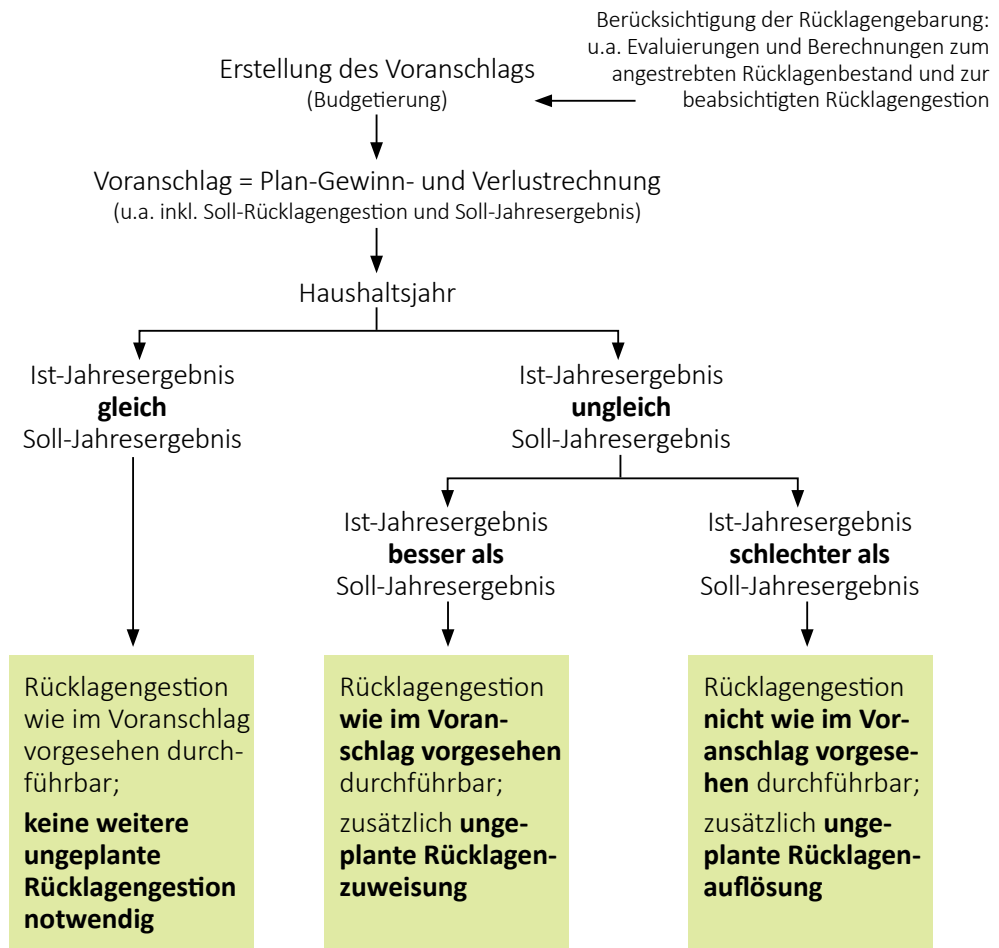 Berücksichtigung der Rücklagengebarung:
u.a. Evaluierungen und Berechnungen zum
angestrebten Rücklagenbestand und zur
beabsichtigten Rücklagengestion
Erstellung des Voranschlags
(Budgetierung)
Voranschlag = Plan-Gewinn- und Verlustrechnung
(u.a. inkl. Soll-Rücklagengestion und Soll-Jahresergebnis)
Haushaltsjahr
Ist-Jahresergebnis
gleich
Soll-Jahresergebnis
Ist-Jahresergebnis
ungleich
Soll-Jahresergebnis
Ist-Jahresergebnis
besser als
Soll-Jahresergebnis
Ist-Jahresergebnis
schlechter als
Soll-Jahresergebnis
Rücklagengestion
wie im Voranschlag
vorgesehen durch-
führbar;
keine weitere
ungeplante
Rücklagengestion
notwendig
Rücklagengestion
wie im Voran-
schlag vorgesehen
durchführbar;
zusätzlich unge-
plante Rücklagen-
zuweisung
Rücklagengestion
nicht wie im Vor-
anschlag vorgese-
hen durchführbar;
zusätzlich unge-
plante Rücklagen-
auflösung